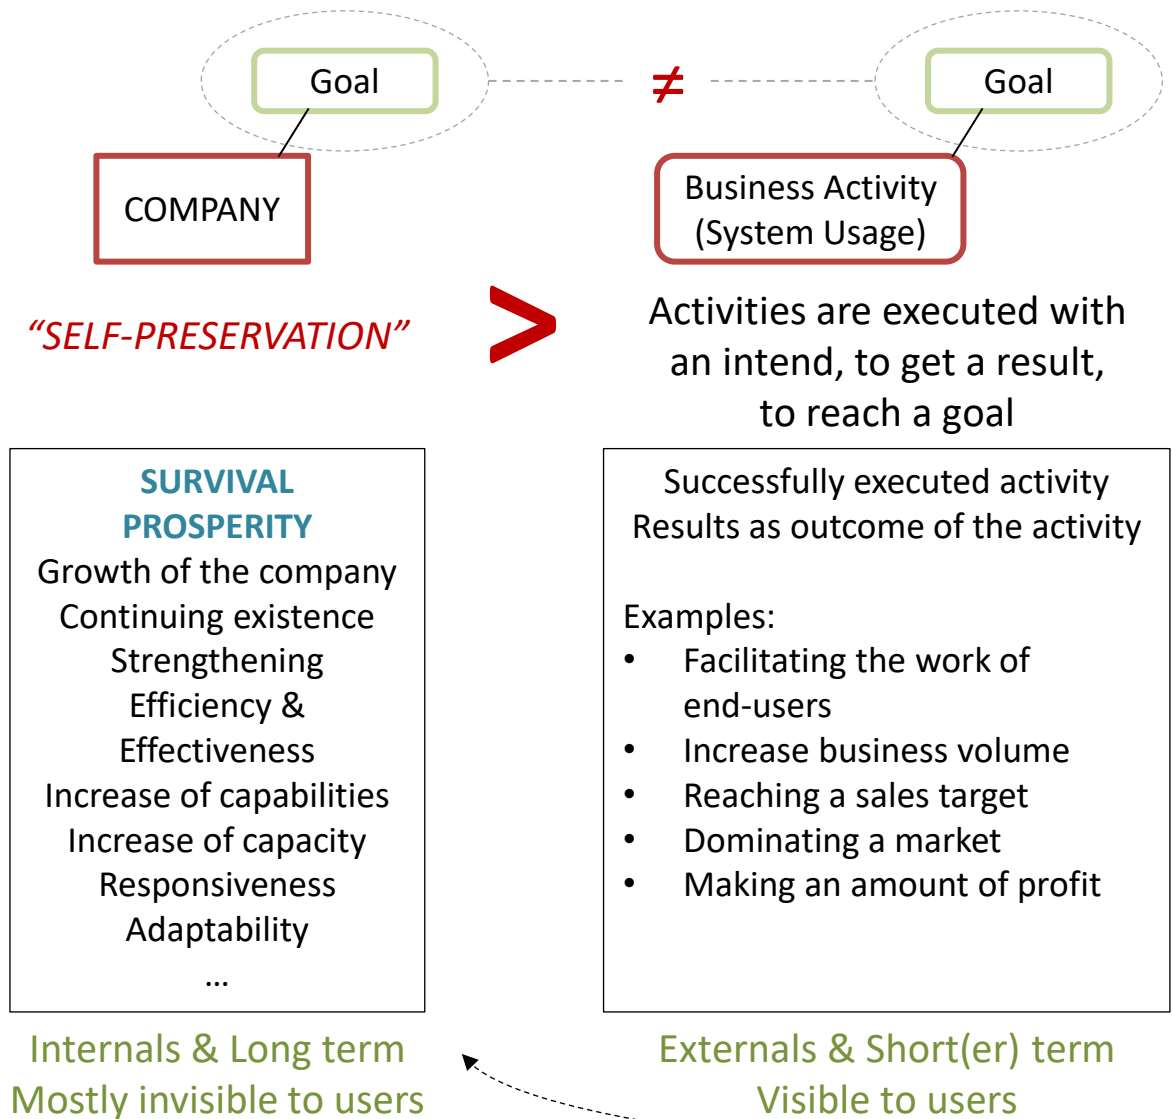 Goal
≠
Goal
COMPANY
Business Activity
(System Usage)
“SELF-PRESERVATION”
>
Activities are executed with
an intend, to get a result,
to reach a goal
SURVIVAL
PROSPERITY
Growth of the company
Continuing existence
Strengthening
Efficiency &
Effectiveness
Increase of capabilities
Increase of capacity
Responsiveness
Adaptability
...
Successfully executed activity
Results as outcome of the activity
Examples:
• Facilitating the work of
end-users
• Increase business volume
• Reaching a sales target
• Dominating a market
• Making an amount of profit
Internals & Long term
Mostly invisible to users
Externals & Short(er) term
Visible to users